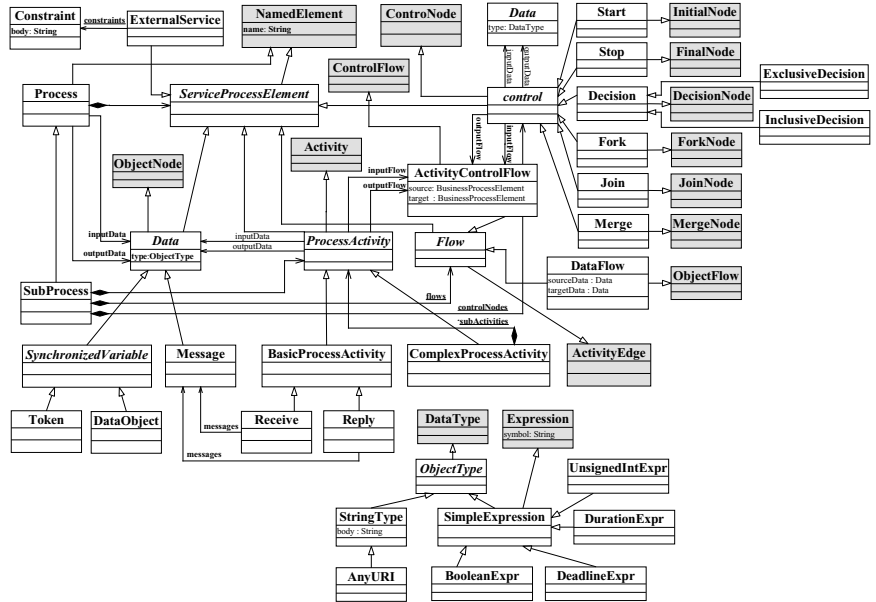 Constraint
body: String
constraints
ExternalService
NamedElement
name: String
ControNode
Data
type: DataType
Start
InitialNode
Stop
FinalNode
ExclusiveDecision
ControlFlow
inputData
outputData
Process
ServiceProcessElement
control
Decision
DecisionNode
InclusiveDecision
outputFlow
inputFlow
Fork
ForkNode
ObjectNode
Activity
inputFlow
outputFlow
ActivityControlFlow
source: BusinessProcessElement
target : BusinessProcessElement
Join
JoinNode
Merge
MergeNode
inputData
outputData
Data
type:ObjectType
inputData
outputData
ProcessActivity
Flow
DataFlow
sourceData : Data
targetData : Data
ObjectFlow
SubProcess
flows
controlNodes
subActivities
SynchronizedVariable
Message
BasicProcessActivity
ComplexProcessActivity
ActivityEdge
Token
DataObject
messages
Receive
Reply
messages
DataType
Expression
symbol: String
ObjectType
UnsignedIntExpr
StringType
body : String
SimpleExpression
DurationExpr
AnyURI
BooleanExpr
DeadlineExpr